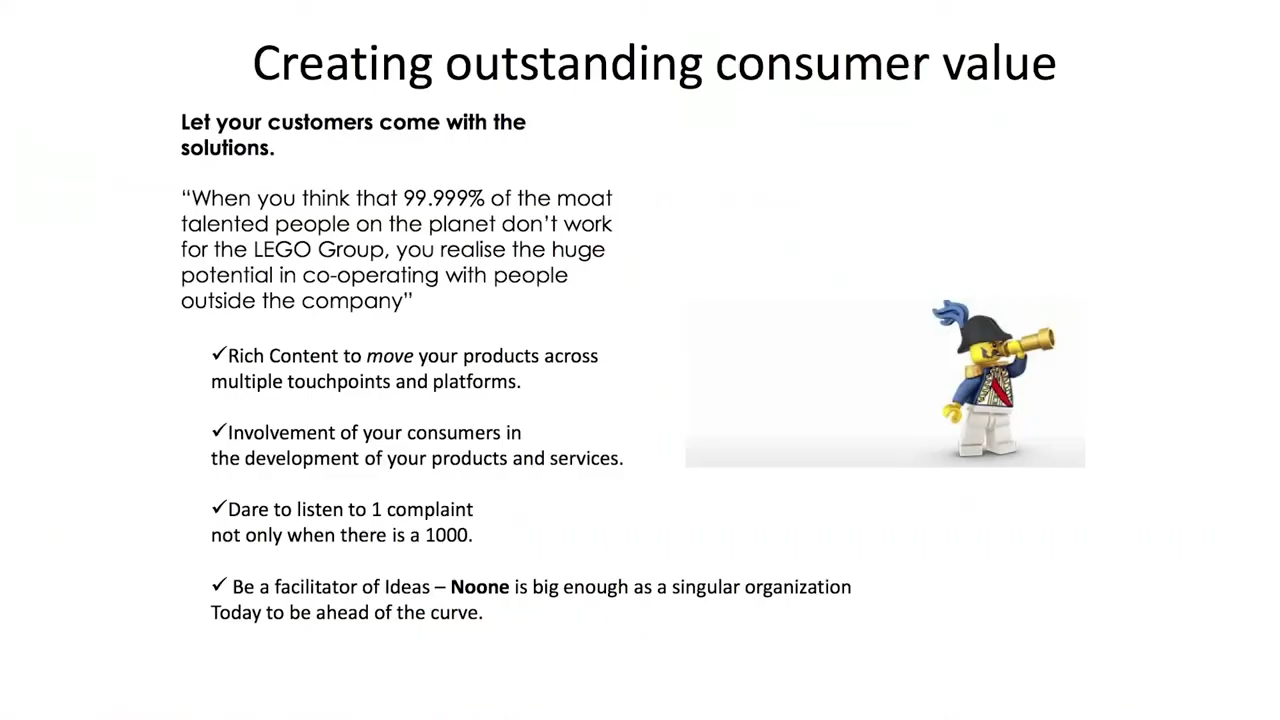 Creating outstanding consumer value
Let your customers come with the
solutions.
“When you think that 99.999% of the moat
talented people on the planet don’t work
for the LEGO Group, you realise the huge
potential in co-operating with people
outside the company”
✓Rich Content to move your products across
multiple touchpoints and platforms.
✓Involvement of your consumers in
the development of your products and services.
✓Dare to listen to 1 complaint
not only when there is a 1000.
✓ Be a facilitator of Ideas – Noone is big enough as a singular organization
Today to be ahead of the curve.